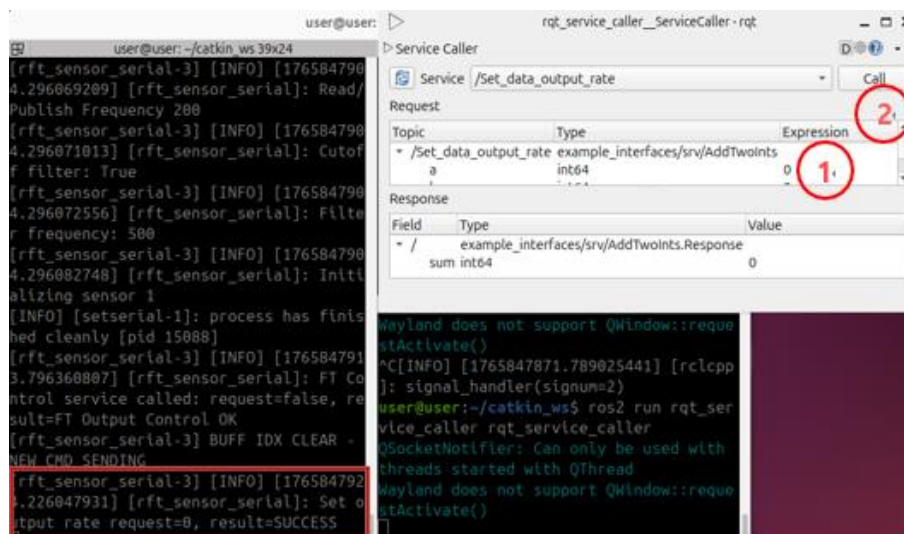 user@user:
user@user: ~/catkin_ws 39x24
[rft_sensor_serial-3] [INFO] [176584790
4.296069209] [rft_sensor_serial]: Read/
Publish Frequency 200
[rft_sensor_serial-3] [INFO] [176584790
4.296071013] [rft_sensor_serial]: Cutof
f filter: True
[rft_sensor_serial-3] [INFO] [176584790
4.296072556] [rft_sensor_serial]: Filte
r frequency: 500
[rft_sensor_serial-3] [INFO] [176584790
4.296082748] [rft_sensor_serial]: Initi
alizing sensor 1
[INFO] [setserial-1]: process has finis
hed cleanly [pid 15088]
[rft_sensor_serial-3] [INFO] [176584791
3.796360807] [rft_sensor_serial]: FT Co
ntrol service called: request=false, re
sult=FT Output Control OK
[rft_sensor_serial-3] BUFF IDX CLEAR -
NEW CMD SENDING
[rft_sensor_serial-3] [INFO] [176584792
4.226047931] [rft_sensor_serial]: Set o
utput rate request=0, result=SUCCESS
rqt_service_caller__ServiceCaller - rqt
Service Caller
D
Service /Set_data_output_rate Call
2
Request
Topic Type Expression
/Set_data_output_rate example_interfaces/srv/AddTwoInts
a int64 0
1
Response
Field Type Value
/ example_interfaces/srv/AddTwoInts.Response
sum int64 0
Wayland does not support QWindow::reque
stActivate()
^C[INFO] [1765847871.789025441] [rclcpp
]: signal_handler(signum=2)
user@user:~/catkin_ws$ ros2 run rqt_ser
vice_caller rqt_service_caller
QSocketNotifier: Can only be used with
threads started with QThread
Wayland does not support QWindow::reque
stActivate()